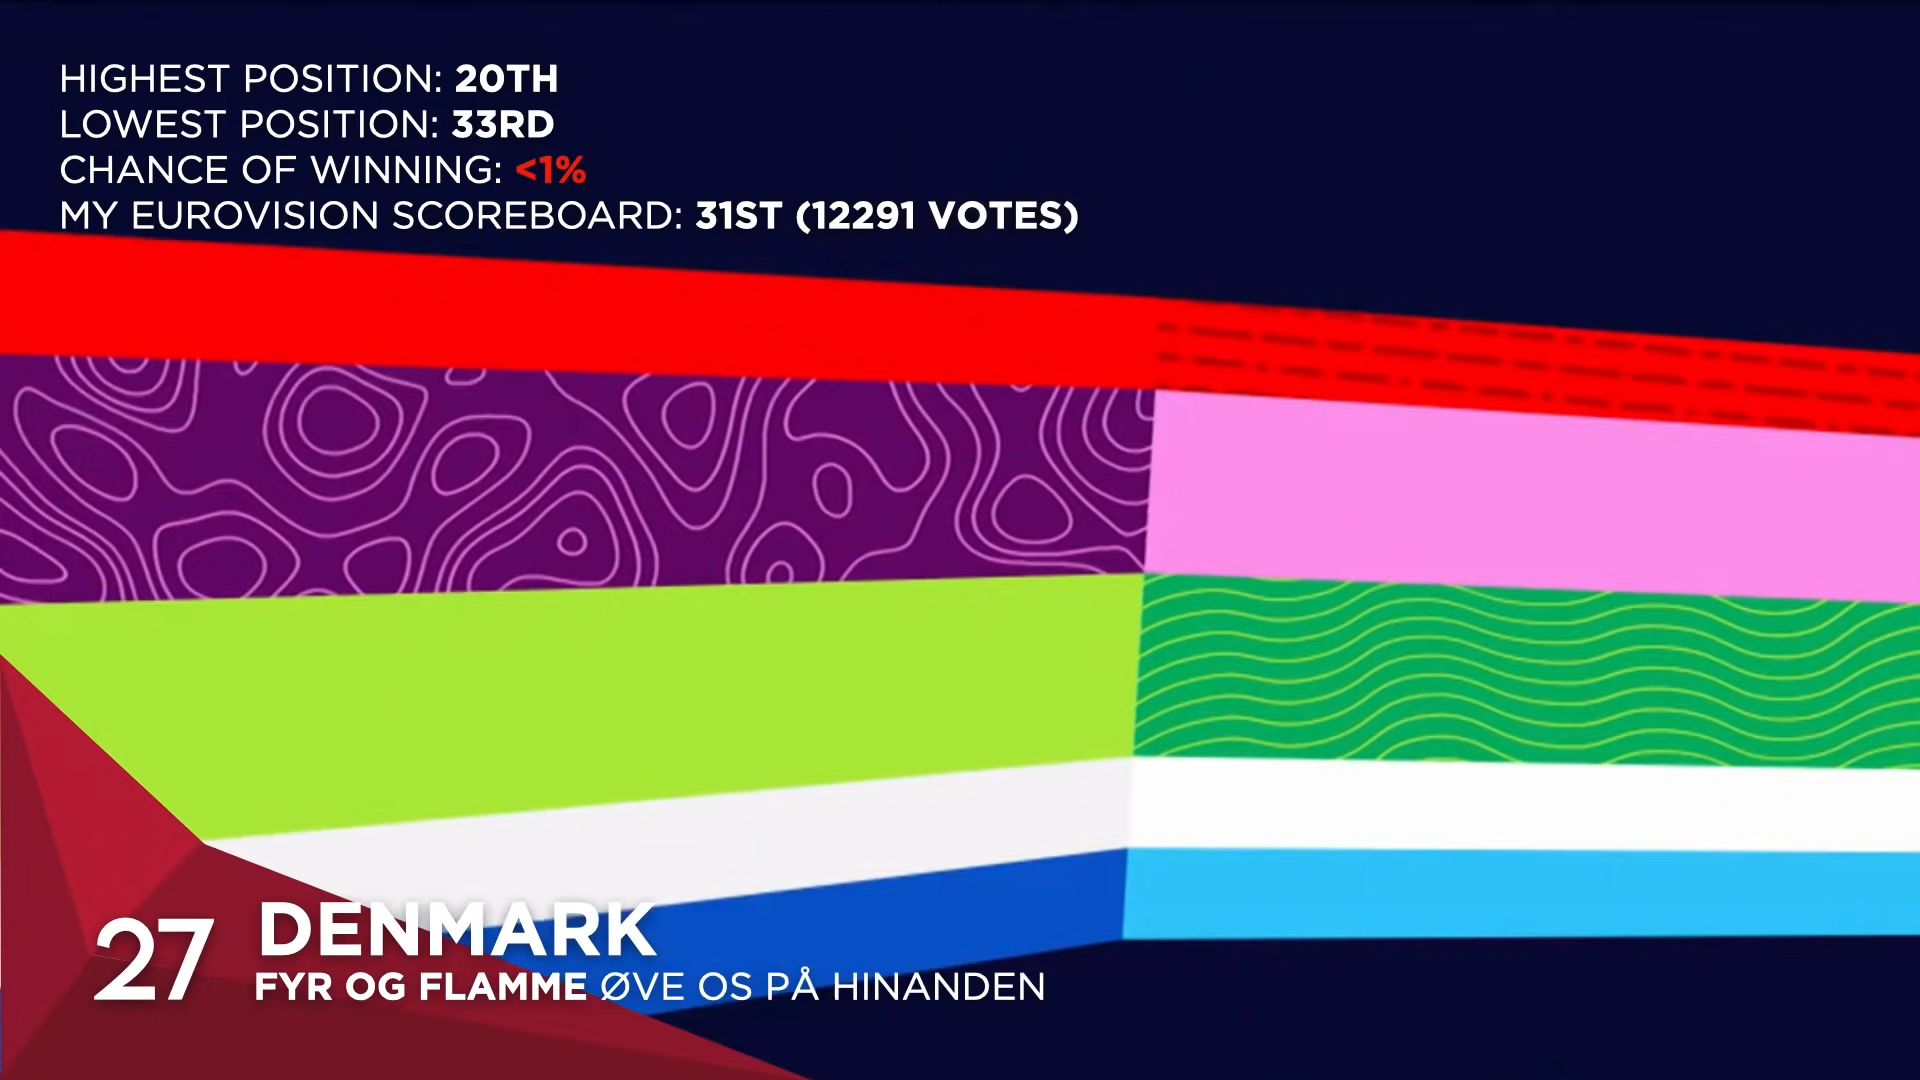 HIGHEST POSITION: 20TH
LOWEST POSITION: 33RD
CHANCE OF WINNING: <1%
MY EUROVISION SCOREBOARD: 31ST (12291 VOTES)
27
DENMARK
FYR OG FLAMME ØVE OS PÅ HINANDEN